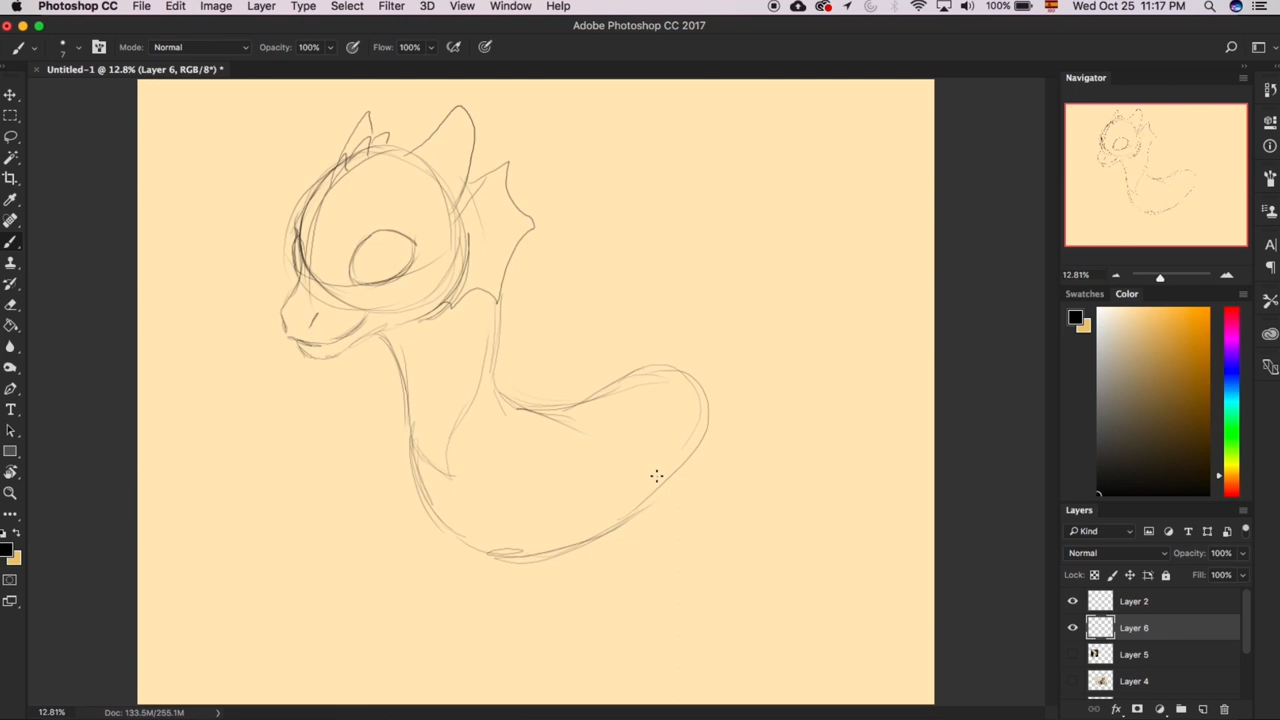 Photoshop CC File Edit Image Layer Type Select Filter 3D View Window Help 100% Wed Oct 25 11:17 PM
Adobe Photoshop CC 2017
7 Mode: Normal Opacity: 100% Flow: 100%
× Untitled-1 @ 12.8% (Layer 6, RGB/8*) *
Navigator
12.81%
Swatches Color
Layers
Kind
Normal Opacity: 100%
Lock: Fill: 100%
Layer 2
Layer 6
Layer 5
Layer 4
12.81% Doc: 133.5M/255.1M